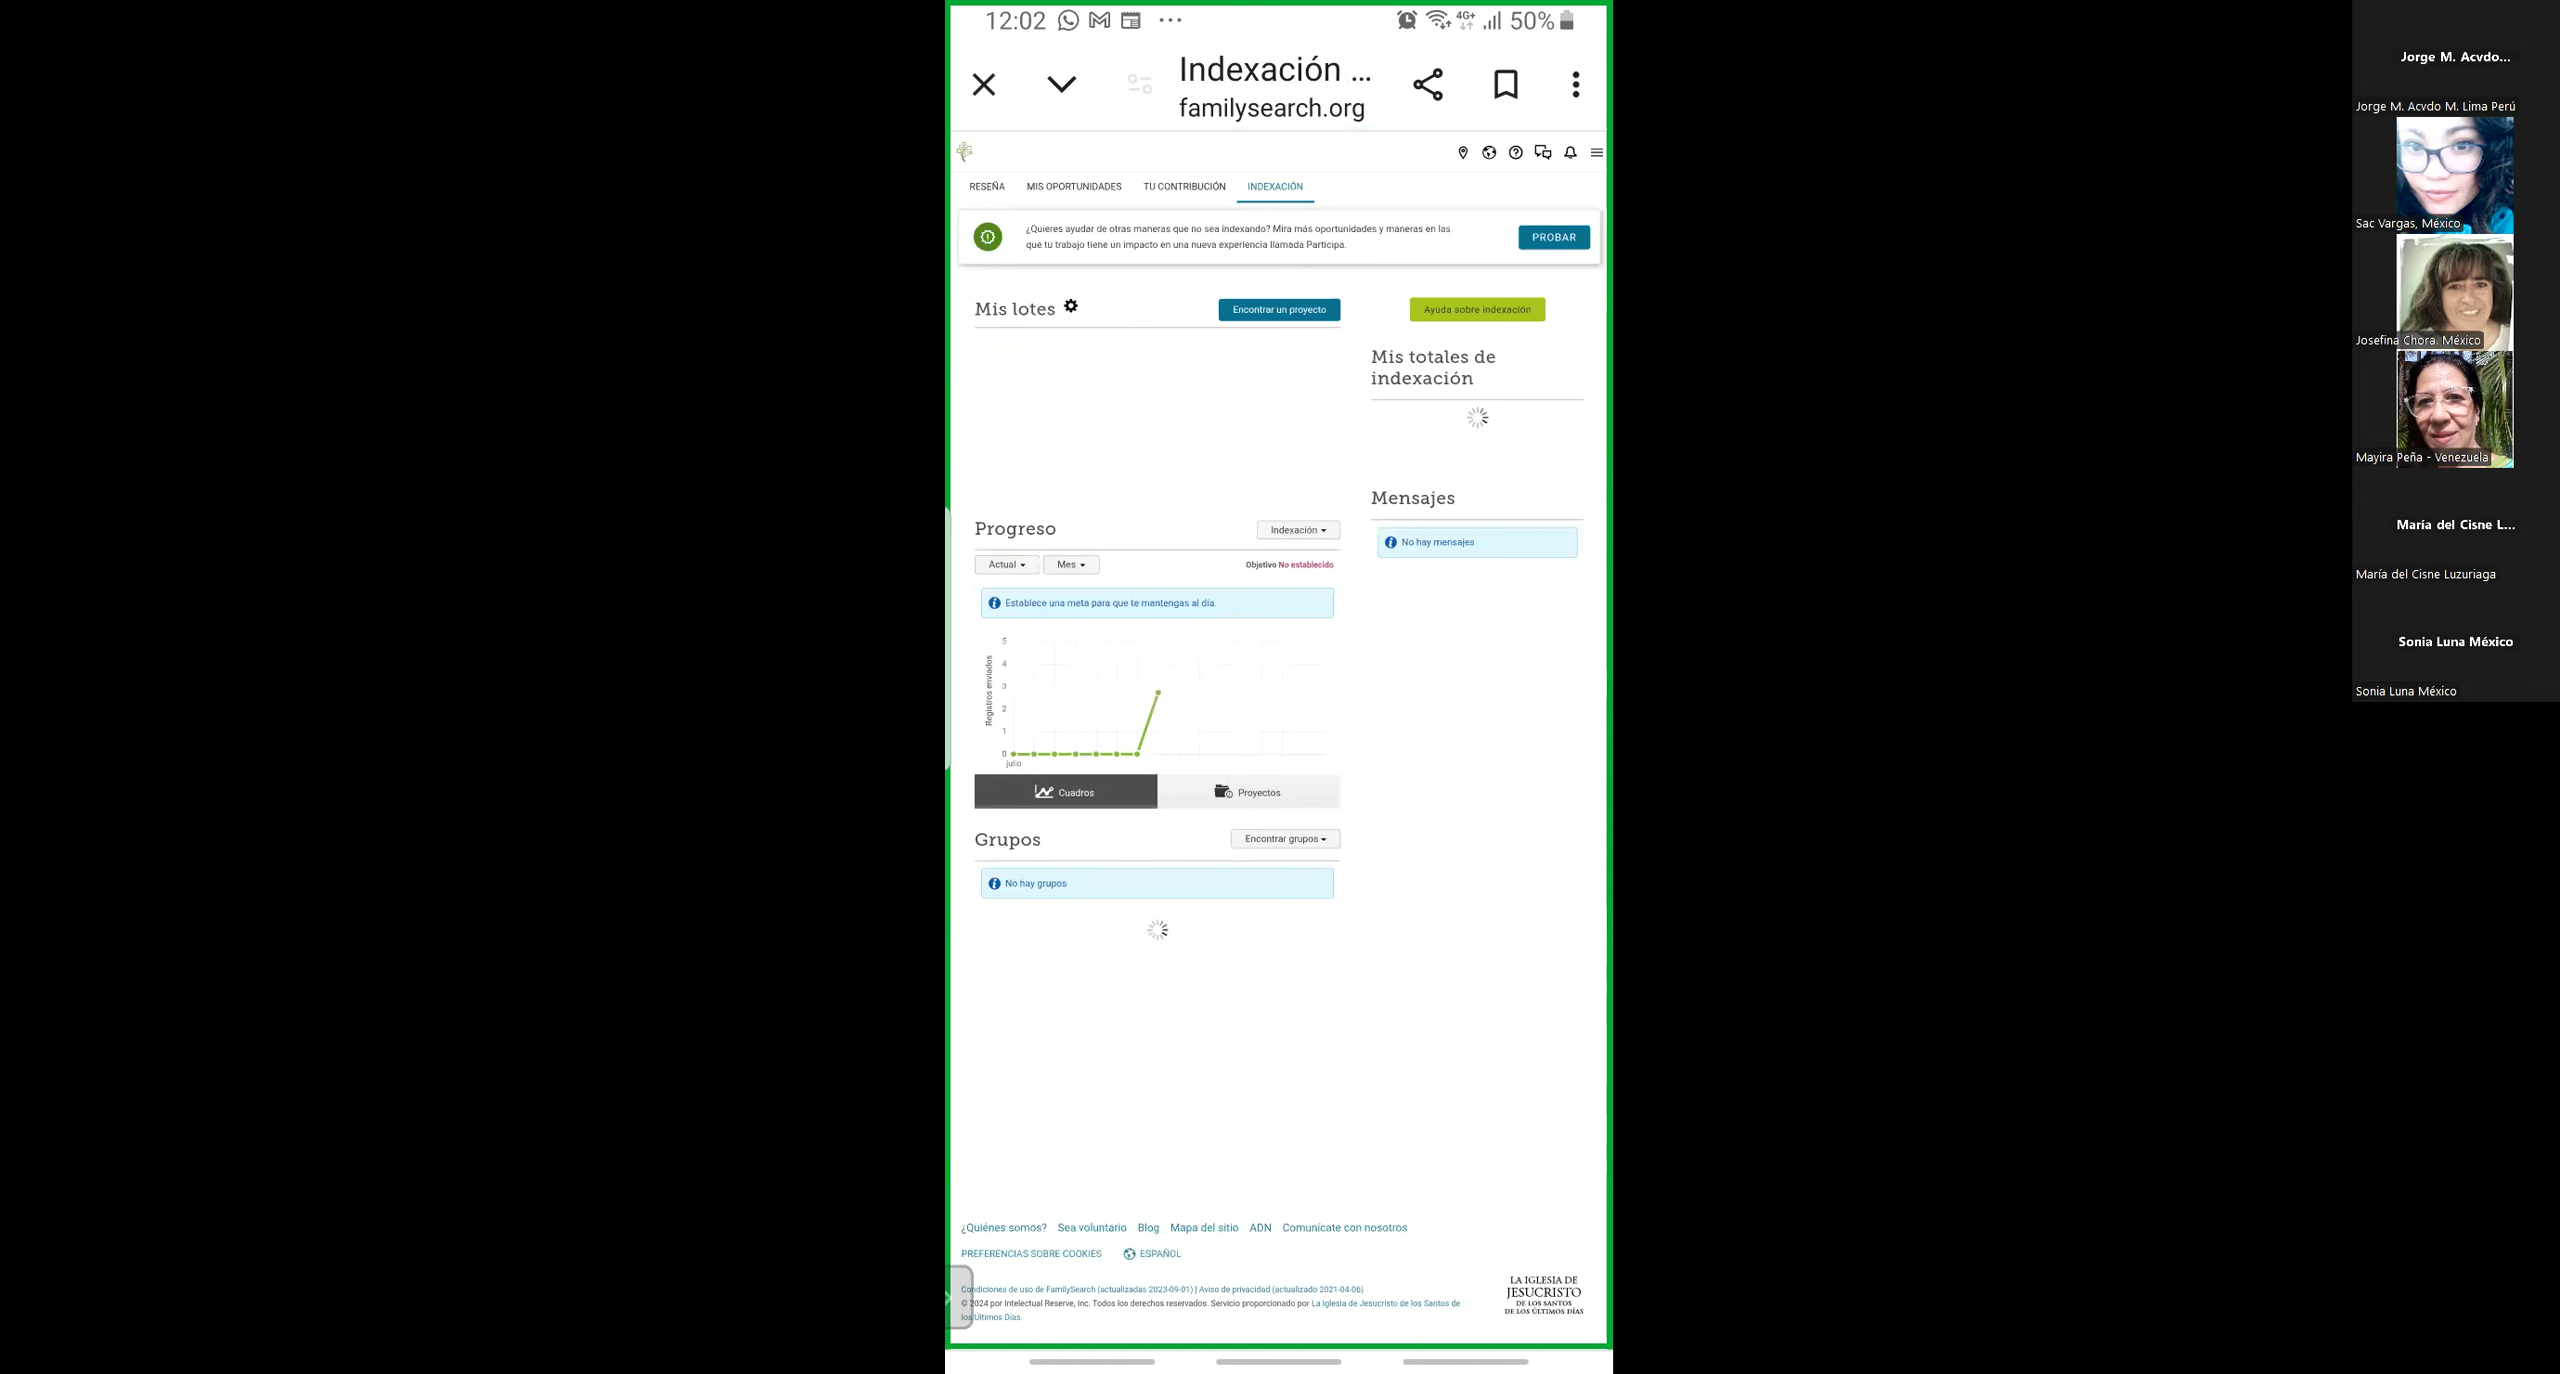 12:02
4G+
50%
Indexación ...
familysearch.org
RESEÑA
MIS OPORTUNIDADES
TU CONTRIBUCIÓN
INDEXACIÓN
¿Quieres ayudar de otras maneras que no sea indexando? Mira más oportunidades y maneras en las
que tu trabajo tiene un impacto en una nueva experiencia llamada Participa.
PROBAR
Mis lotes
Encontrar un proyecto
Ayuda sobre indexación
Mis totales de
indexación
Progreso
Indexación
Mensajes
No hay mensajes
Actual
Mes
Objetivo No establecido
Establece una meta para que te mantengas al día.
Registros enviados
5
4
3
2
1
0
julio
Cuadros
Proyectos
Grupos
Encontrar grupos
No hay grupos
¿Quiénes somos?
Sea voluntario
Blog
Mapa del sitio
ADN
Comunícate con nosotros
PREFERENCIAS SOBRE COOKIES
ESPAÑOL
Condiciones de uso de FamilySearch (actualizadas 2023-09-01) | Aviso de privacidad (actualizado 2021-04-06)
© 2024 por Intelectual Reserve, Inc. Todos los derechos reservados. Servicio proporcionado por La Iglesia de Jesucristo de los Santos de
los Últimos Días
LA IGLESIA DE
JESUCRISTO
DE LOS SANTOS
DE LOS ÚLTIMOS DÍAS
Jorge M. Acvdo...
Jorge M. Acvdo M. Lima Perú
Sac Vargas, México
Josefina Chora. México
Mayira Peña - Venezuela
María del Cisne L...
María del Cisne Luzuriaga
Sonia Luna México
Sonia Luna México